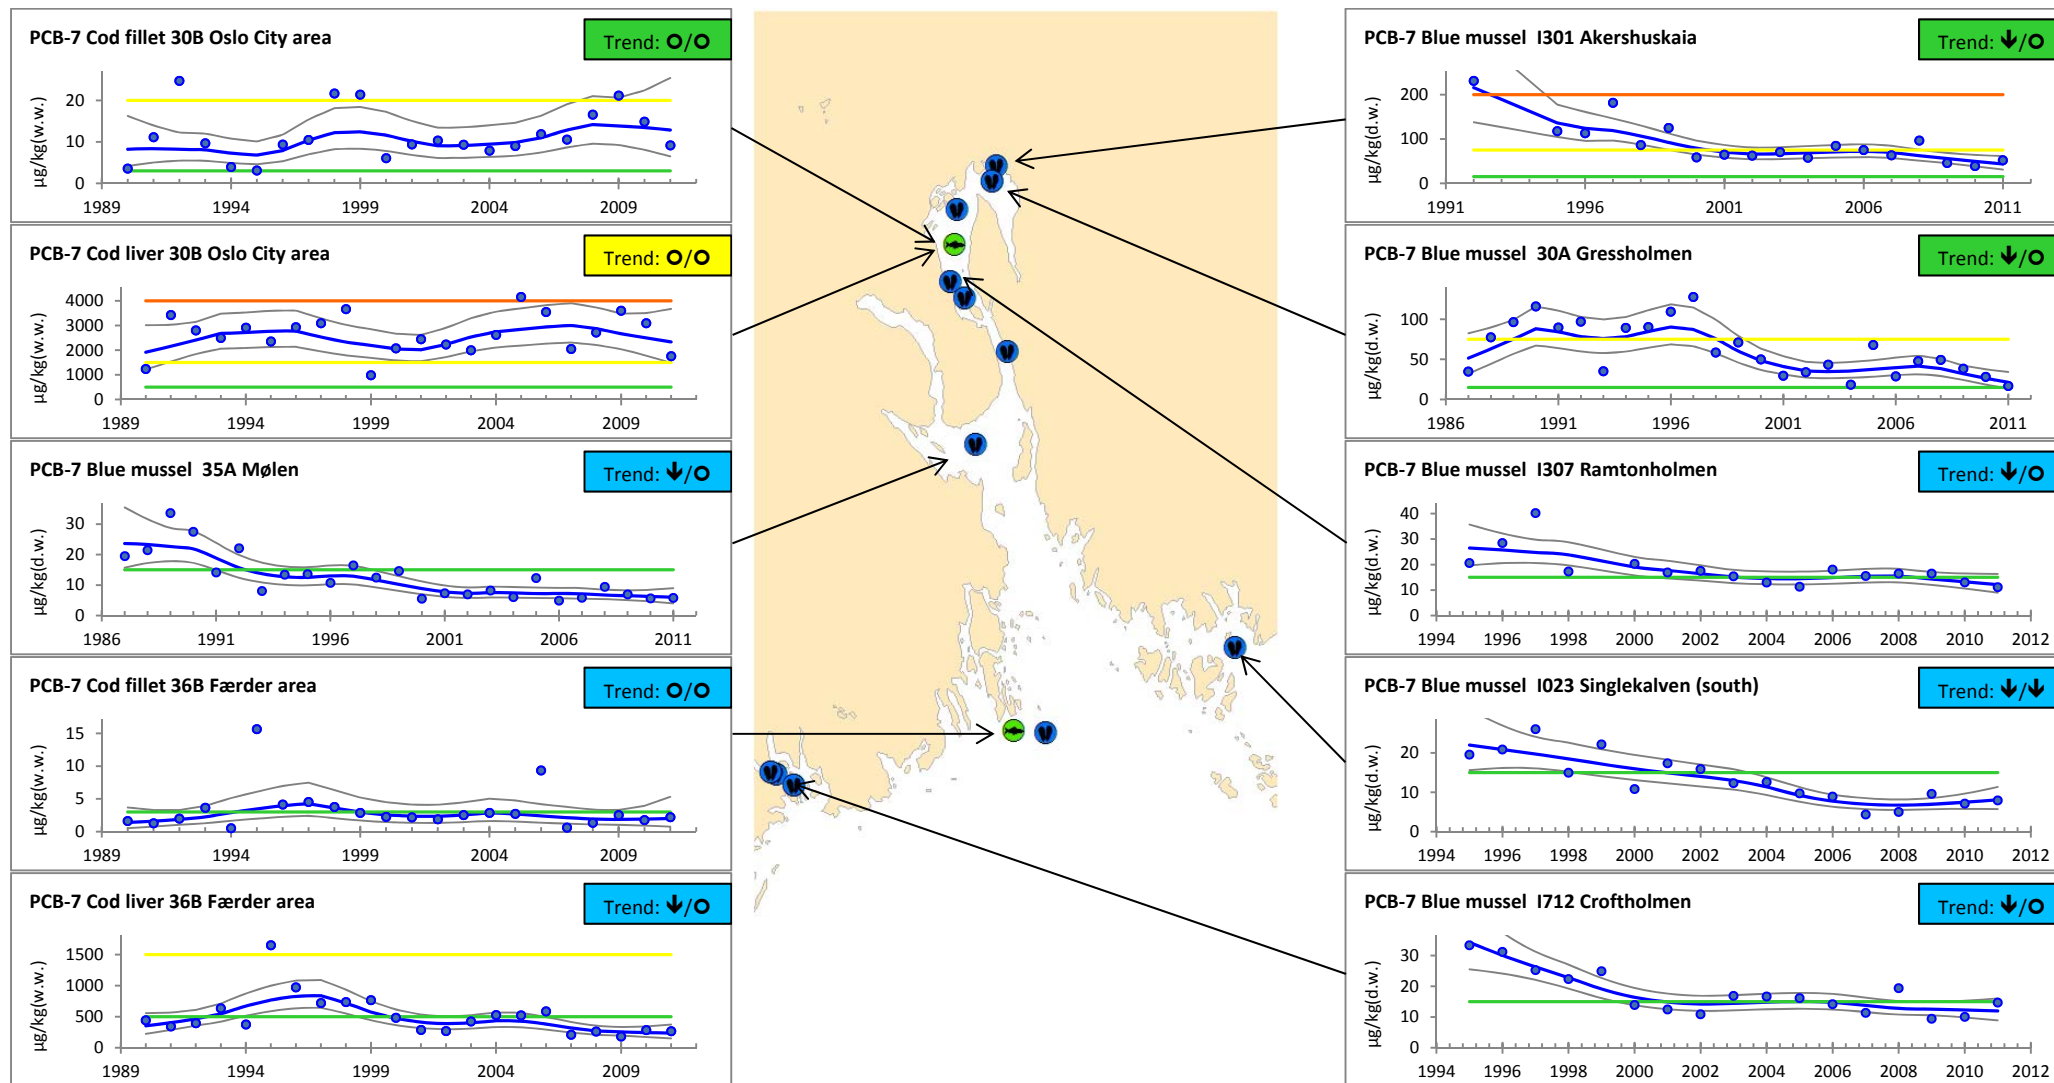 PCB-7 Cod fillet 30B Oslo City area
Trend: O/O
µg/kg(w.w.)
20
10
0
1989 1994 1999 2004 2009
PCB-7 Cod liver 30B Oslo City area
Trend: O/O
µg/kg(w.w.)
4000
3000
2000
1000
0
1989 1994 1999 2004 2009
PCB-7 Blue mussel 35A Mølen
Trend: ↓/O
µg/kg(d.w.)
30
20
10
0
1986 1991 1996 2001 2006 2011
PCB-7 Cod fillet 36B Færder area
Trend: O/O
µg/kg(w.w.)
15
10
5
0
1989 1994 1999 2004 2009
PCB-7 Cod liver 36B Færder area
Trend: ↓/O
µg/kg(w.w.)
1500
1000
500
0
1989 1994 1999 2004 2009
PCB-7 Blue mussel I301 Akershuskaia
Trend: ↓/O
µg/kg(d.w.)
200
100
0
1991 1996 2001 2006 2011
PCB-7 Blue mussel 30A Gressholmen
Trend: ↓/O
µg/kg(d.w.)
100
50
0
1986 1991 1996 2001 2006 2011
PCB-7 Blue mussel I307 Ramtonholmen
Trend: ↓/O
µg/kg(d.w.)
40
30
20
10
0
1994 1996 1998 2000 2002 2004 2006 2008 2010 2012
PCB-7 Blue mussel I023 Singlekalven (south)
Trend: ↓/↓
µg/kg(d.w.)
20
10
0
1994 1996 1998 2000 2002 2004 2006 2008 2010 2012
PCB-7 Blue mussel I712 Croftholmen
Trend: ↓/O
µg/kg(d.w.)
30
20
10
0
1994 1996 1998 2000 2002 2004 2006 2008 2010 2012